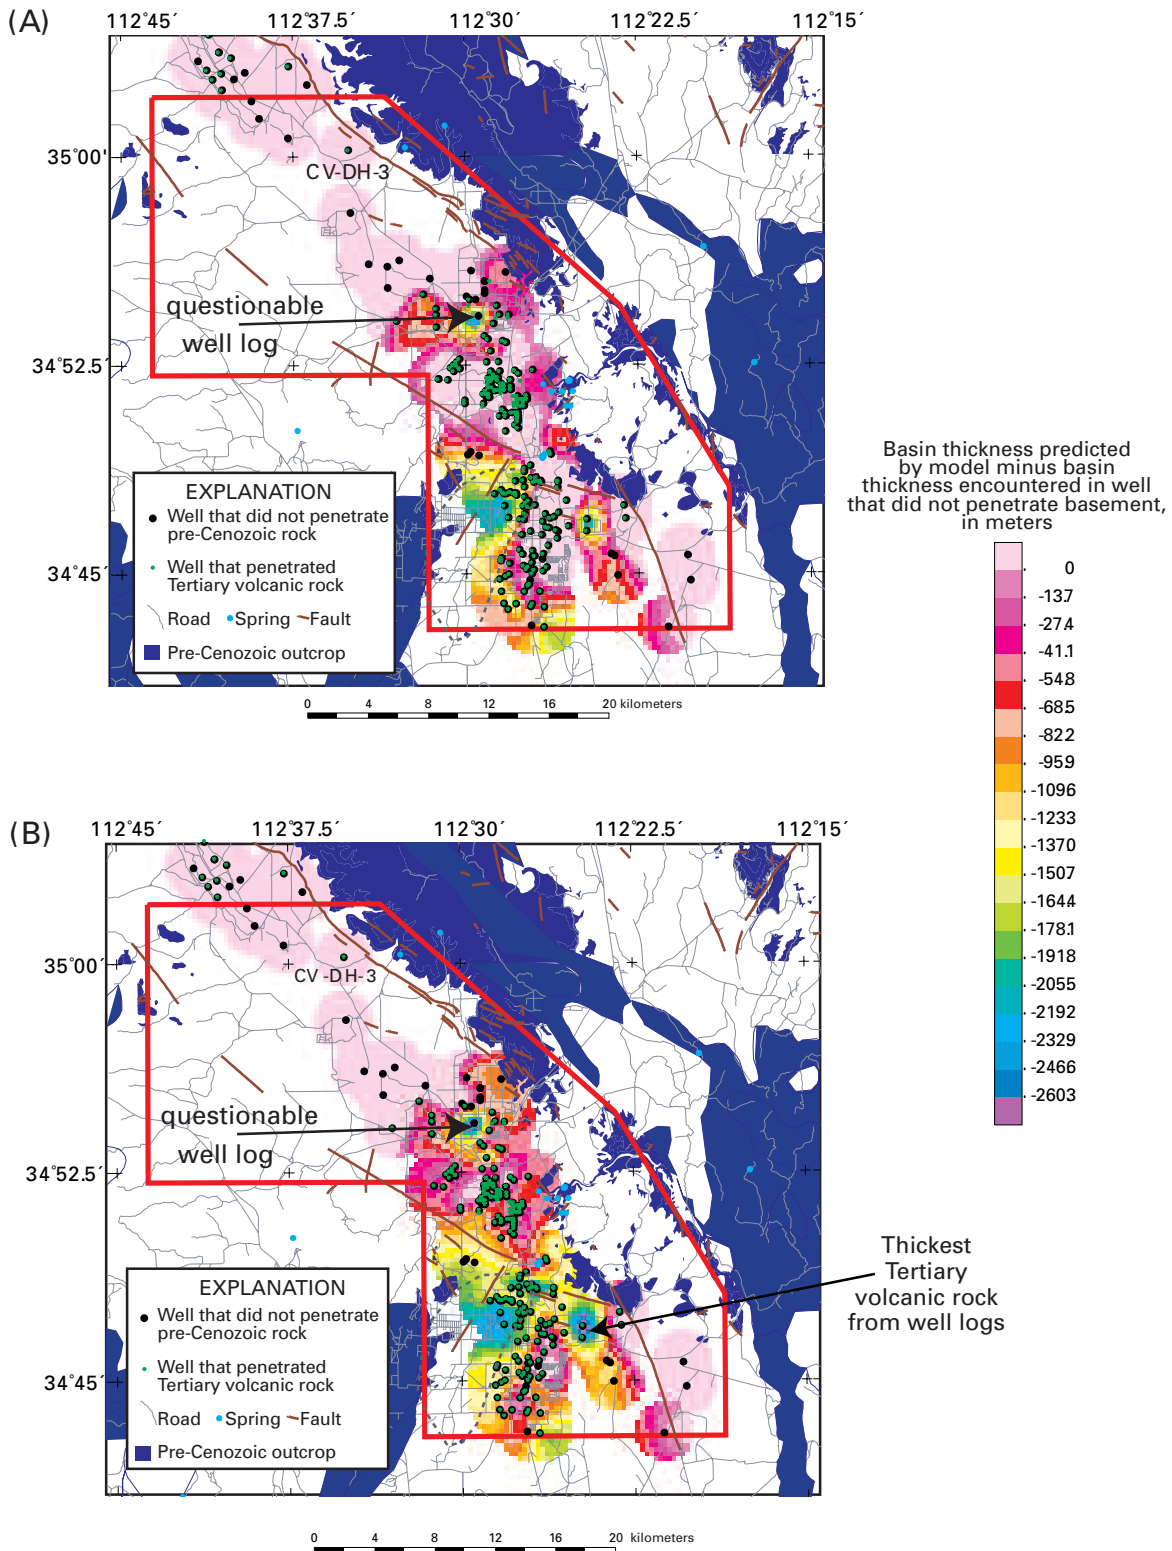 (A)
112°45´ 112°37.5´ 112°30´ 112°22.5´ 112°15´
35°00'
CV-DH-3
questionable
well log
34°52.5´
34°45´
EXPLANATION
Well that did not penetrate
pre-Cenozoic rock
Well that penetrated
Tertiary volcanic rock
Road Spring Fault
Pre-Cenozoic outcrop
0 4 8 12 16 20 kilometers
Basin thickness predicted
by model minus basin
thickness encountered in well
that did not penetrate basement,
in meters
0
-137
-274
-41.1
-548
-685
-822
-959
-1096
-1233
-1370
-1507
-1644
-1781
-1918
-2055
-2192
-2329
-2466
-2603
(B)
112°45´ 112°37.5´ 112°30´ 112°22.5´ 112°15´
35°00´
CV-DH-3
questionable
well log
34°52.5´
34°45´
Thickest
Tertiary
volcanic rock
from well logs
EXPLANATION
Well that did not penetrate
pre-Cenozoic rock
Well that penetrated
Tertiary volcanic rock
Road Spring Fault
Pre-Cenozoic outcrop
0 4 8 12 16 20 kilometers